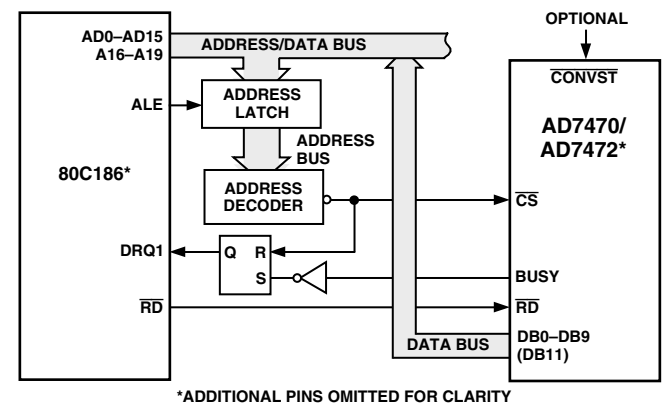 OPTIONAL
AD0–AD15
A16–A19
ADDRESS/DATA BUS
CONVST
ALE
ADDRESS
LATCH
AD7470/
AD7472*
ADDRESS
BUS
80C186*
ADDRESS
DECODER
CS
DRQ1
Q
R
S
BUSY
RD
RD
DATA BUS
DB0–DB9
(DB11)
*ADDITIONAL PINS OMITTED FOR CLARITY